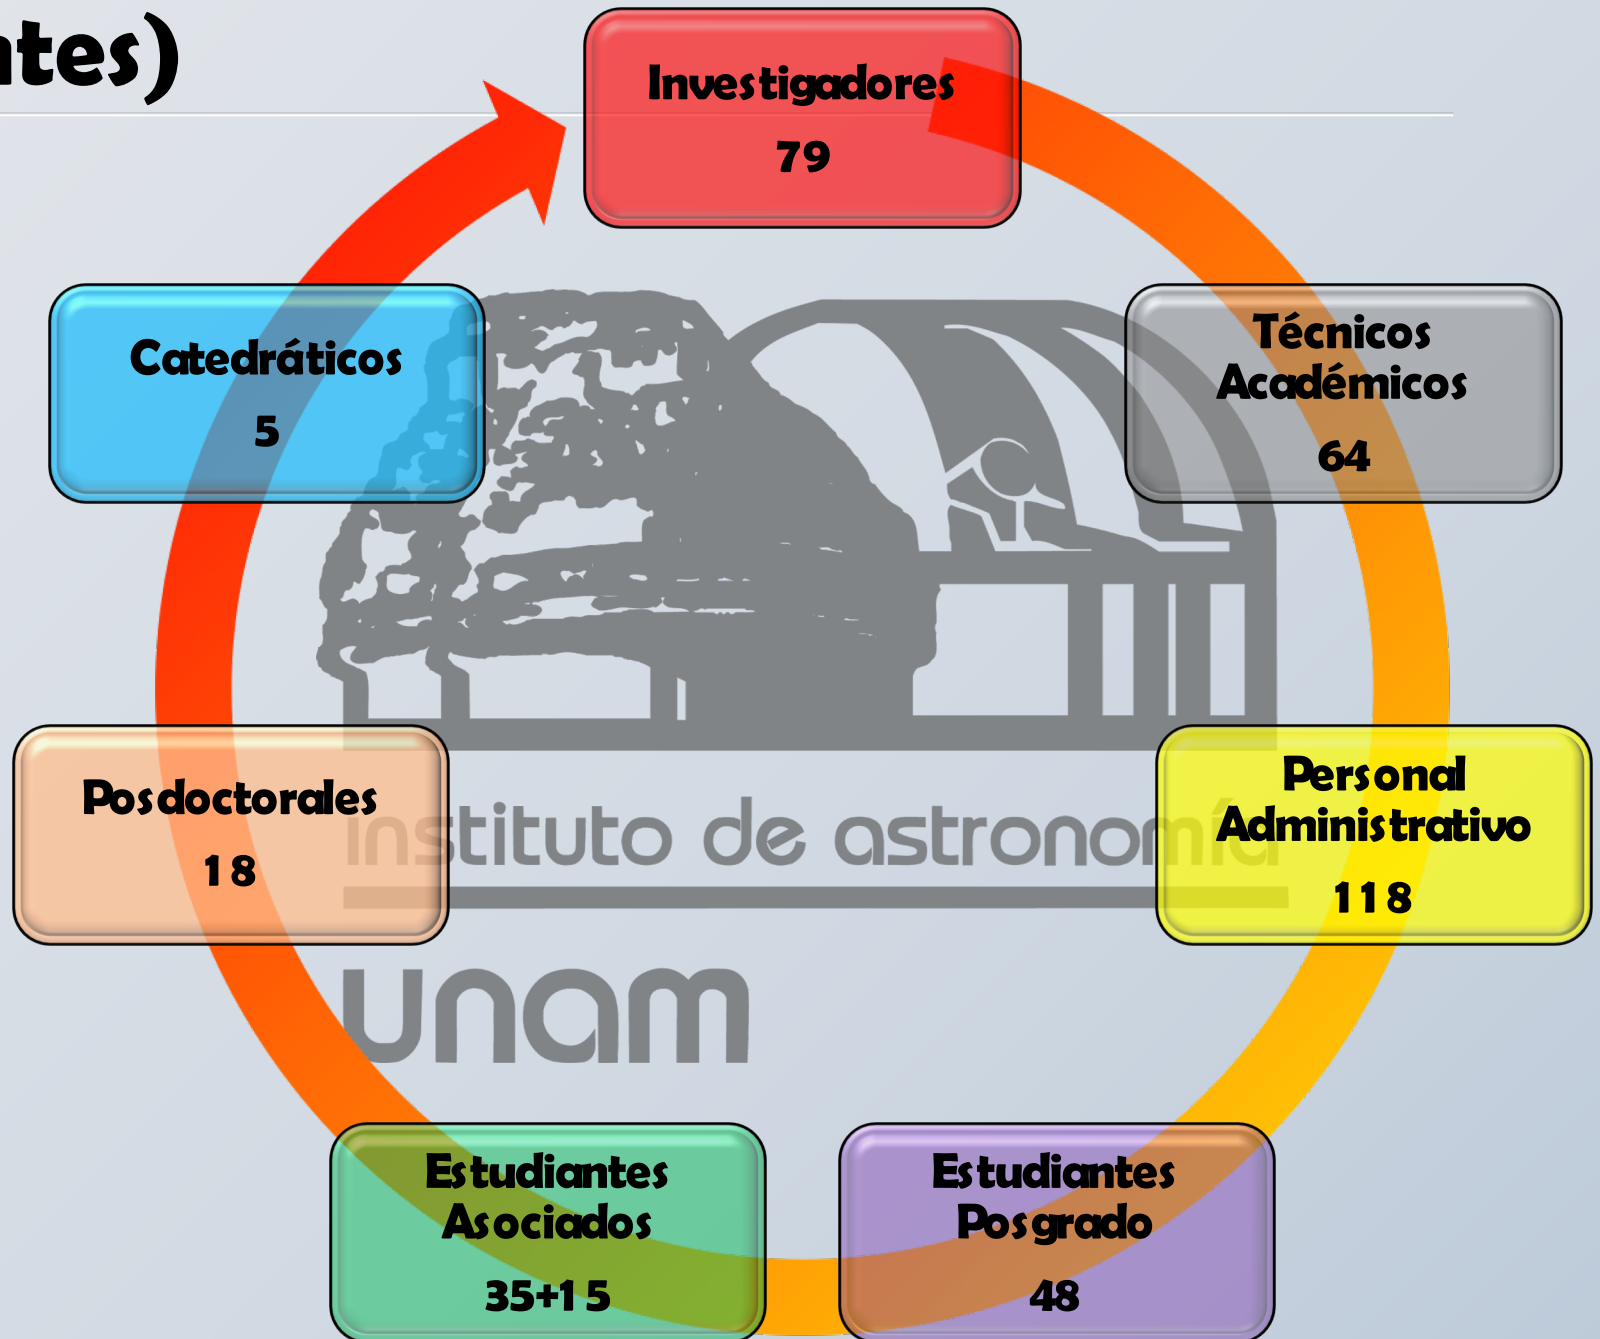 Investigadores
79
Técnicos
Académicos
64
Personal
Administrativo
118
Estudiantes
Posgrado
48
Estudiantes
Asociados
35+15
Posdoctorales
18
Catedráticos
5
instituto de astronomía
unam